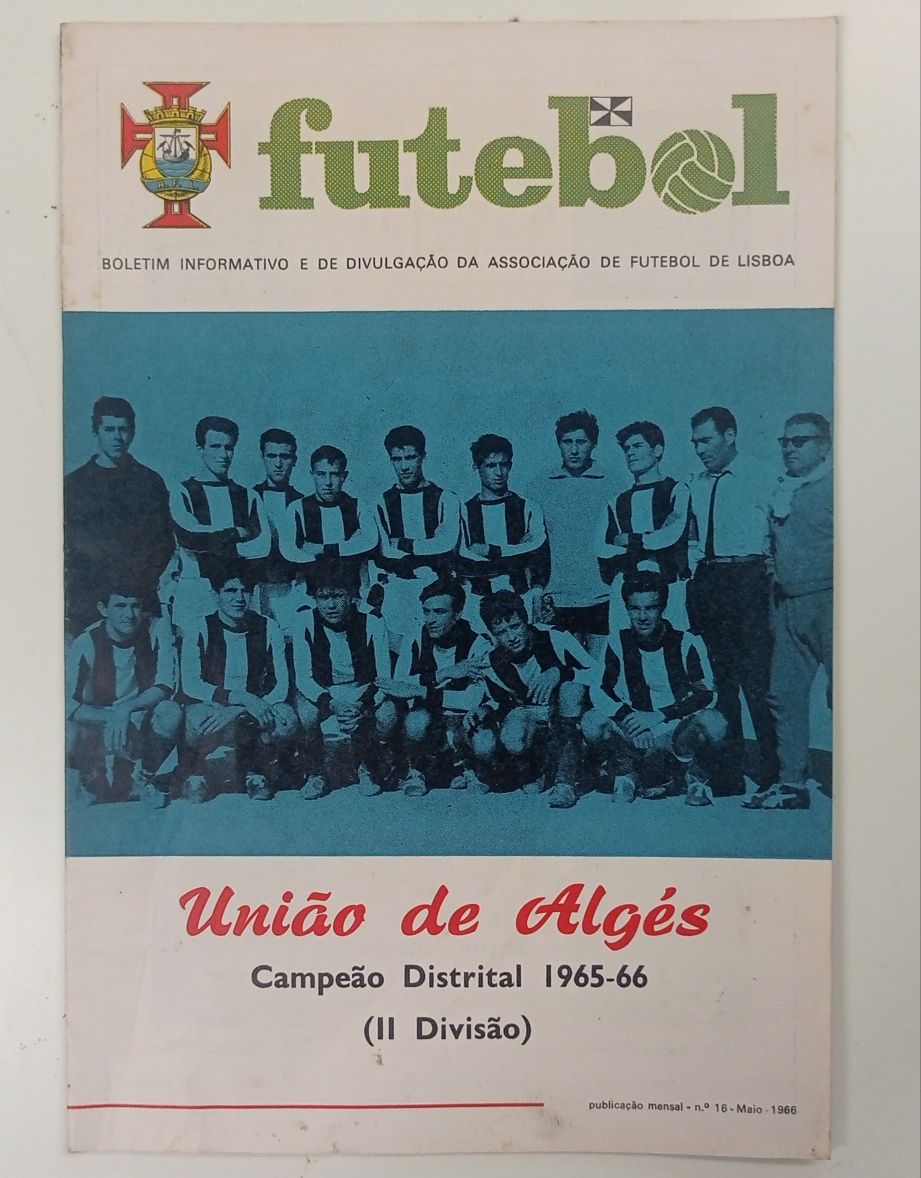 A.F.L.
futebol
BOLETIM INFORMATIVO E DE DIVULGAÇÃO DA ASSOCIAÇÃO DE FUTEBOL DE LISBOA
União de Algés
Campeão Distrital 1965-66
(II Divisão)
publicação mensal - n.º 16 - Maio - 1966